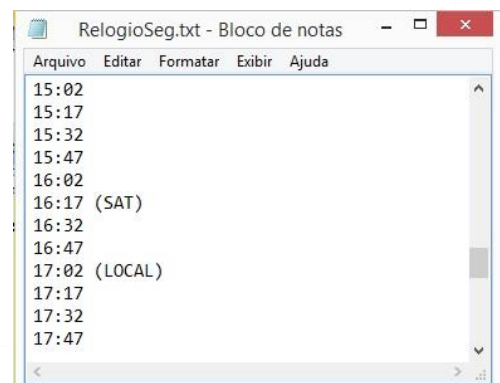 RelogioSeg.txt - Bloco de notas
Arquivo Editar Formatar Exibir Ajuda
15:02
15:17
15:32
15:47
16:02
16:17 (SAT)
16:32
16:47
17:02 (LOCAL)
17:17
17:32
17:47